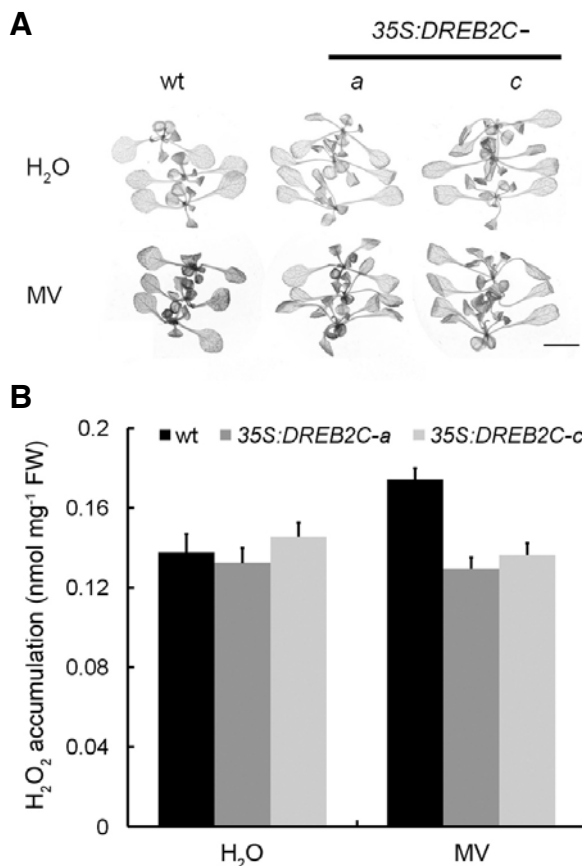 A
35S:DREB2C-
wt a c
H₂O
MV
B
0.2
wt 35S:DREB2C-a 35S:DREB2C-c
0.16
0.12
0.08
0.04
0
H₂O₂ accumulation (nmol mg⁻¹ FW)
H₂O MV